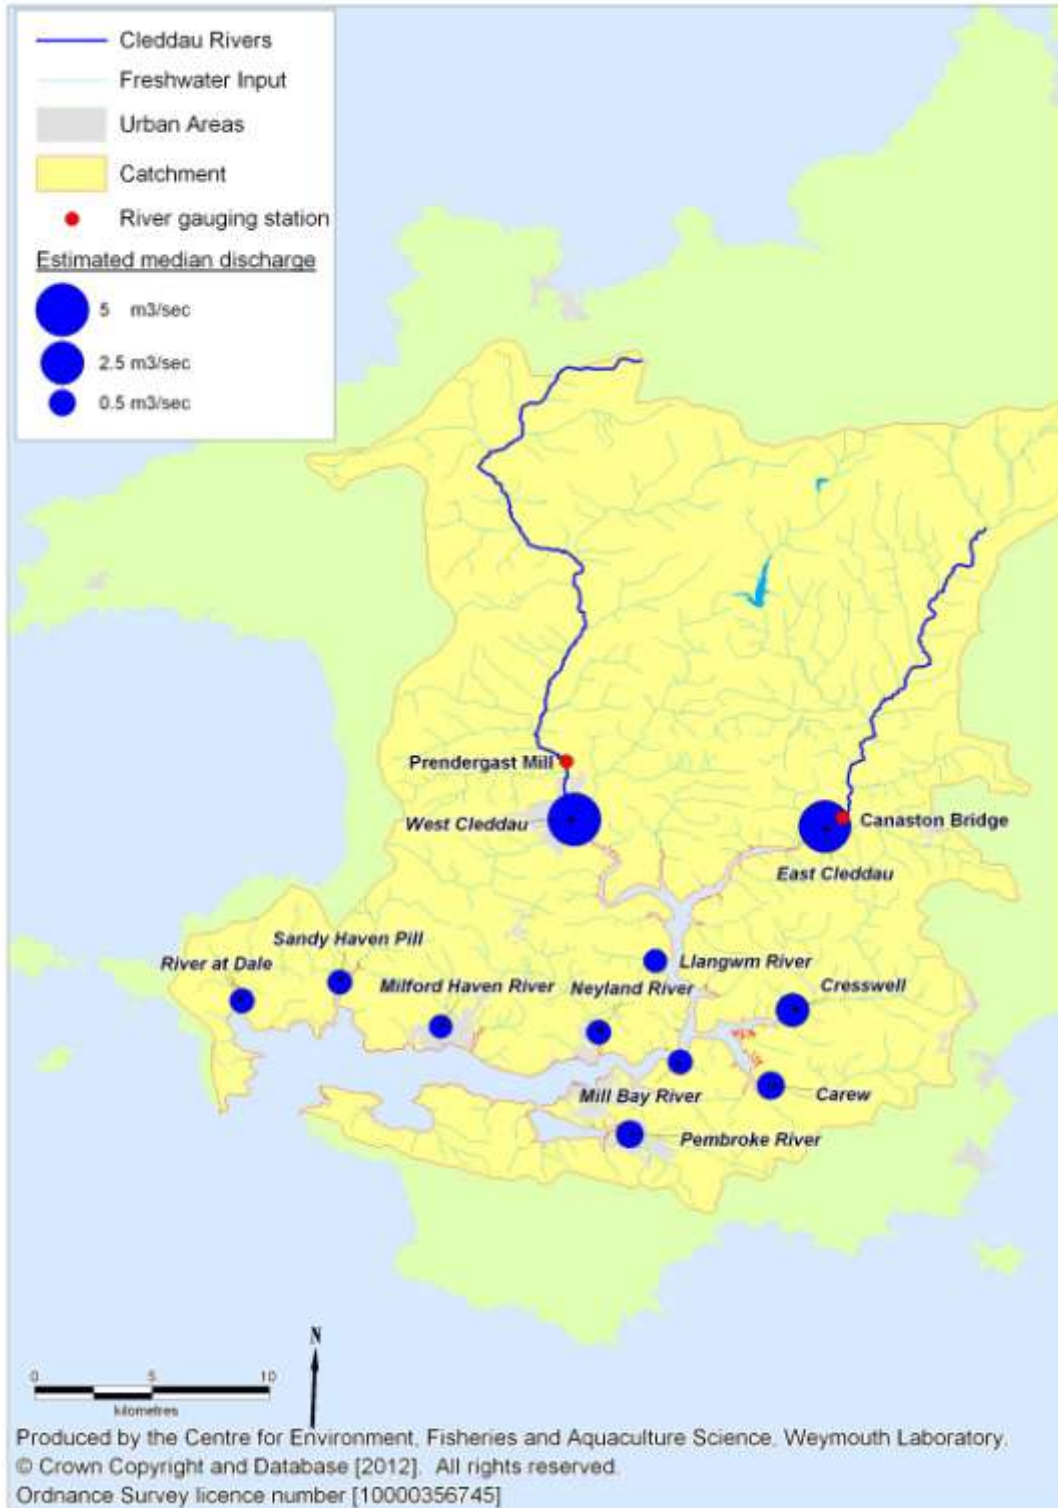 Cleddau Rivers
Freshwater Input
Urban Areas
Catchment
River gauging station
Estimated median discharge
5 m3/sec
2.5 m3/sec
0.5 m3/sec
Prendergast Mill
West Cleddau
Canaston Bridge
East Cleddau
Sandy Haven Pill
River at Dale
Llangwm River
Milford Haven River
Neyland River
Cresswell
Mill Bay River
Carew
Pembroke River
N
0 5 10
kilometres
Produced by the Centre for Environment, Fisheries and Aquaculture Science, Weymouth Laboratory.
© Crown Copyright and Database [2012]. All rights reserved.
Ordnance Survey licence number [10000356745]